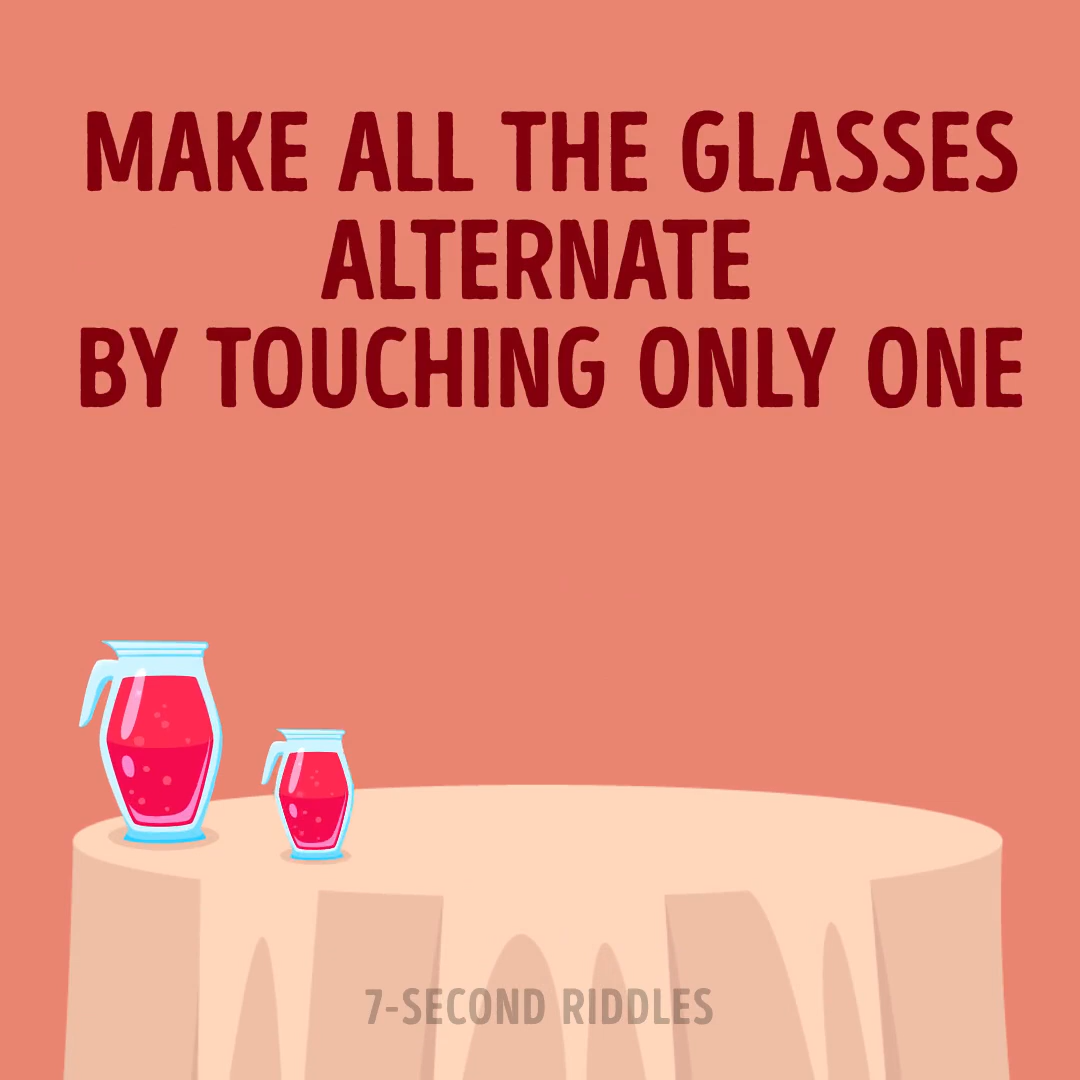 MAKE ALL THE GLASSES
ALTERNATE
BY TOUCHING ONLY ONE
7-SECOND RIDDLES